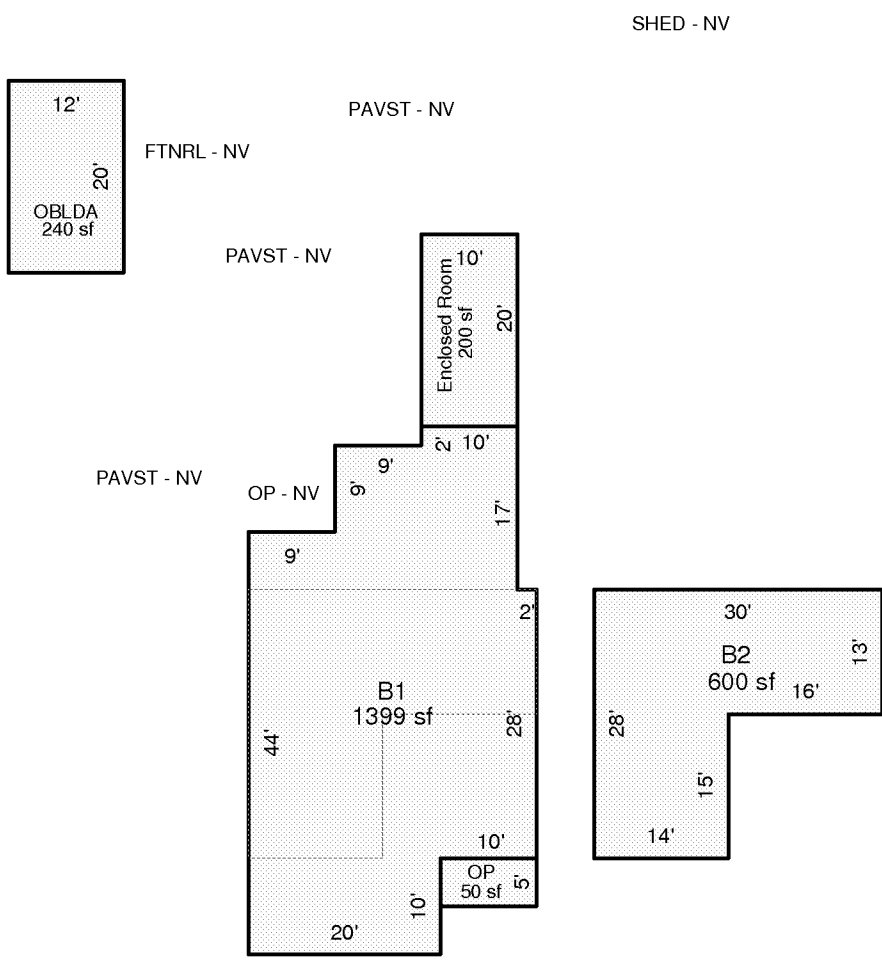 SHED - NV
12'
PAVST - NV
FTNRL - NV
20'
OBLDA
240 sf
PAVST - NV
10'
Enclosed Room
200 sf
20'
2'
10'
9'
9'
PAVST - NV
OP - NV
17'
9'
2'
30'
B2
600 sf
13'
16'
B1
1399 sf
44'
28'
28'
15'
10'
14'
OP
50 sf
5'
10'
20'